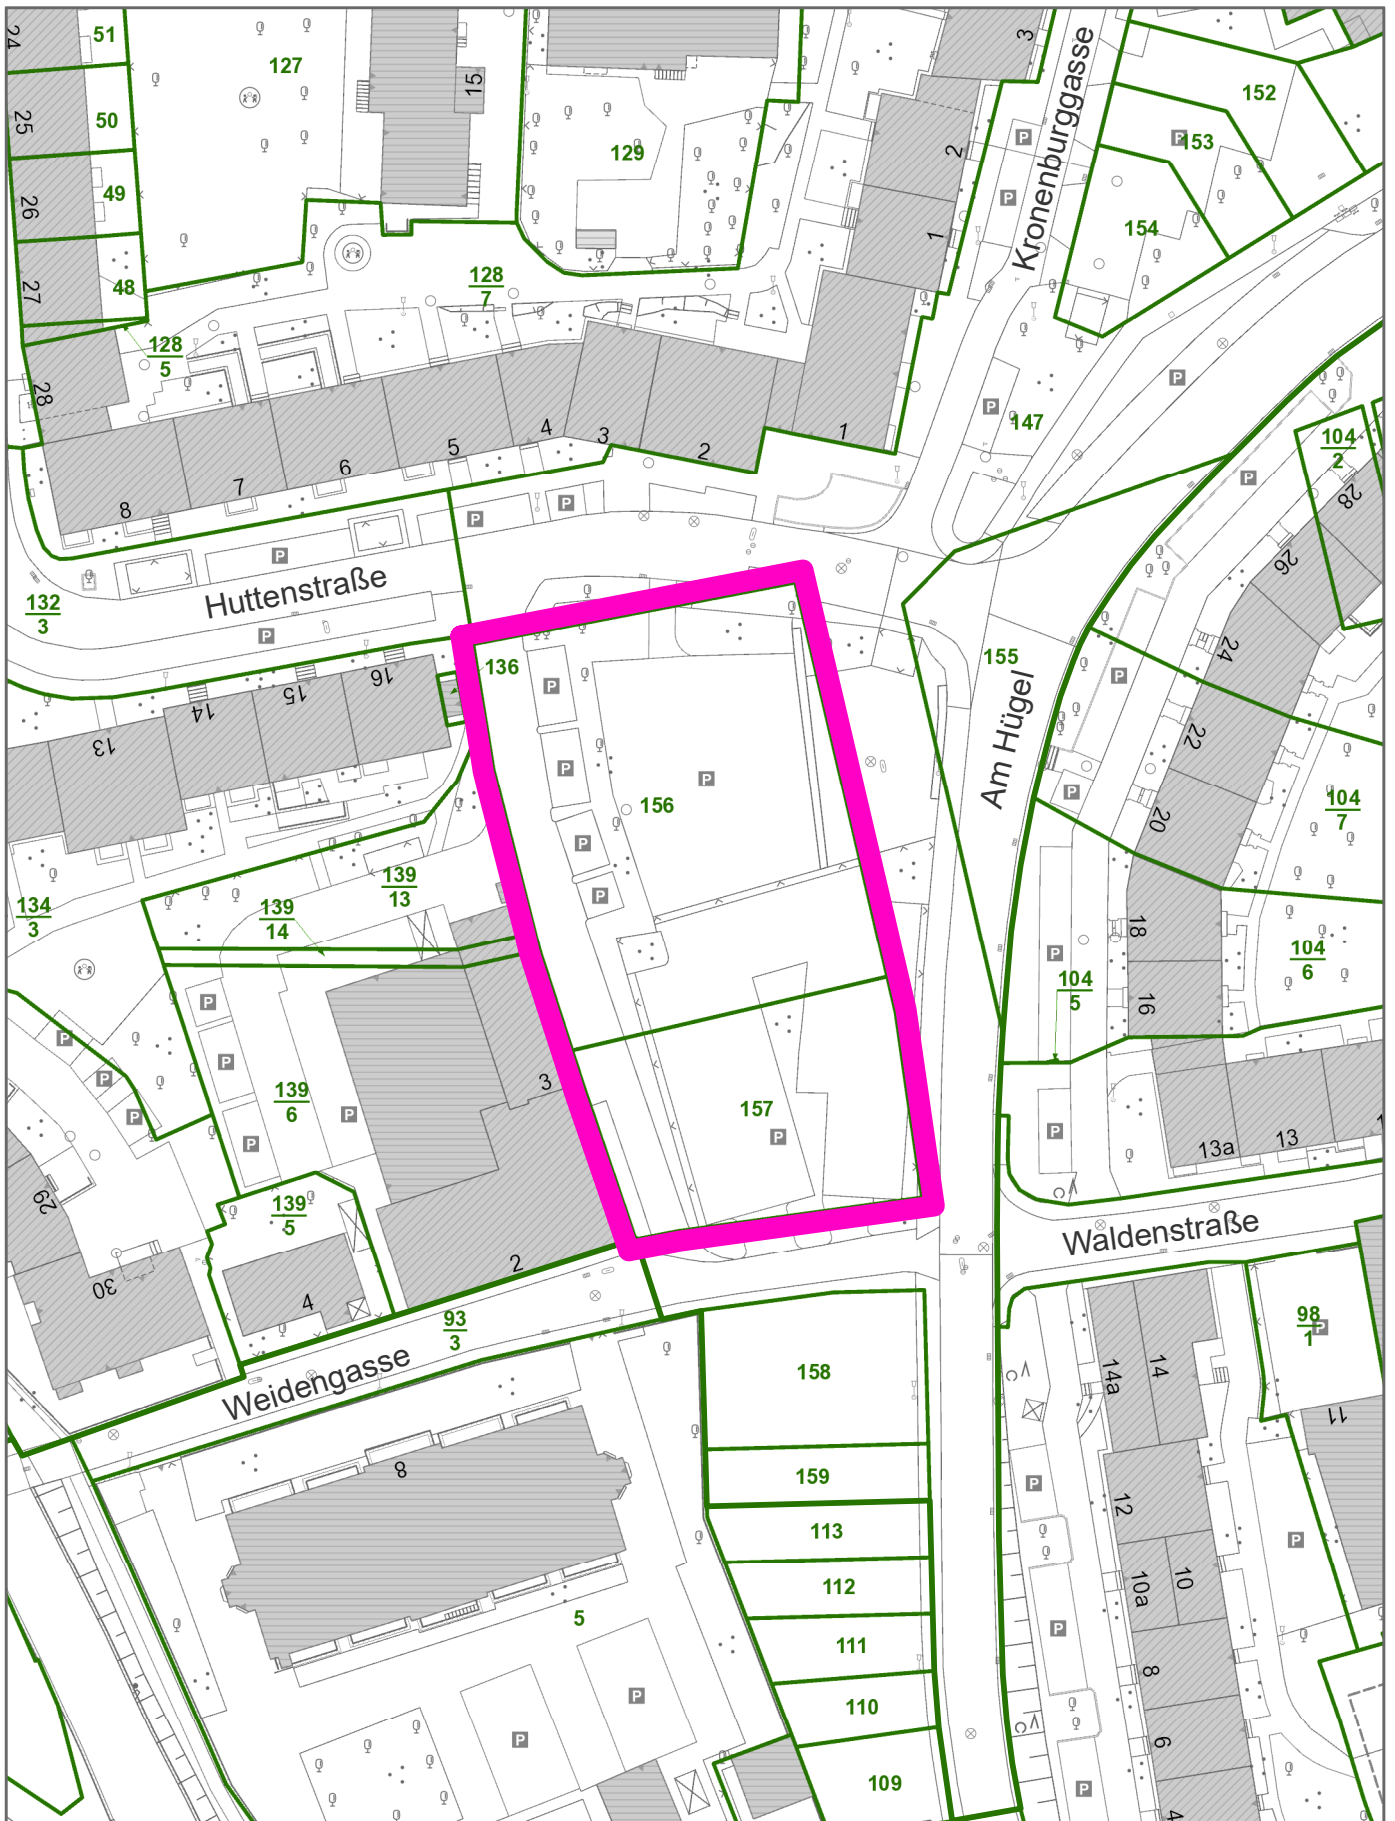 24
51
127
15
3
Kronenburggasse
152
25
50
129
2
P
P
153
49
26
P
154
1
48
27
128
7
128
5
28
P
147
P
1
104
2
4
3
2
5
6
7
8
P
P
P
28
26
P
Huttenstraße
132
3
P
136
16
15
14
13
P
155
24
P
Am Hügel
22
P
P
156
P
20
104
7
P
139
13
P
134
3
139
14
18
104
6
P
104
5
16
P
P
P
P
P
139
6
P
3
157
P
P
P
P
13a
13
29
139
5
Waldenstraße
30
2
4
93
3
98
1
P
Weidengasse
158
14a
14
11
8
159
P
12
113
P
112
10a
10
5
111
P
8
P
110
P
6
109
P
4